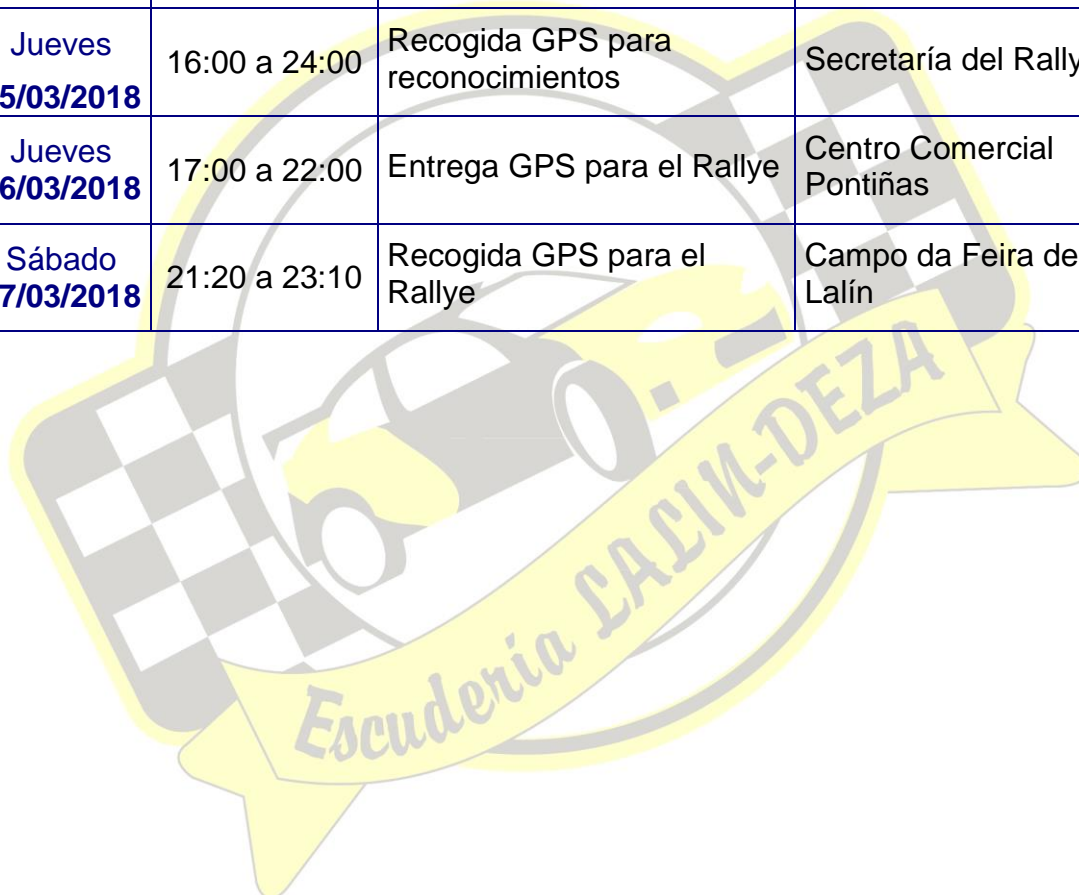 Jueves
5/03/2018
16:00 a 24:00
Recogida GPS para
reconocimientos
Secretaría del Rally
Jueves
6/03/2018
17:00 a 22:00
Entrega GPS para el Rallye
Centro Comercial
Pontiñas
Sábado
7/03/2018
21:20 a 23:10
Recogida GPS para el
Rallye
Campo da Feira de
Lalín
Escudería LALIN-DEZA